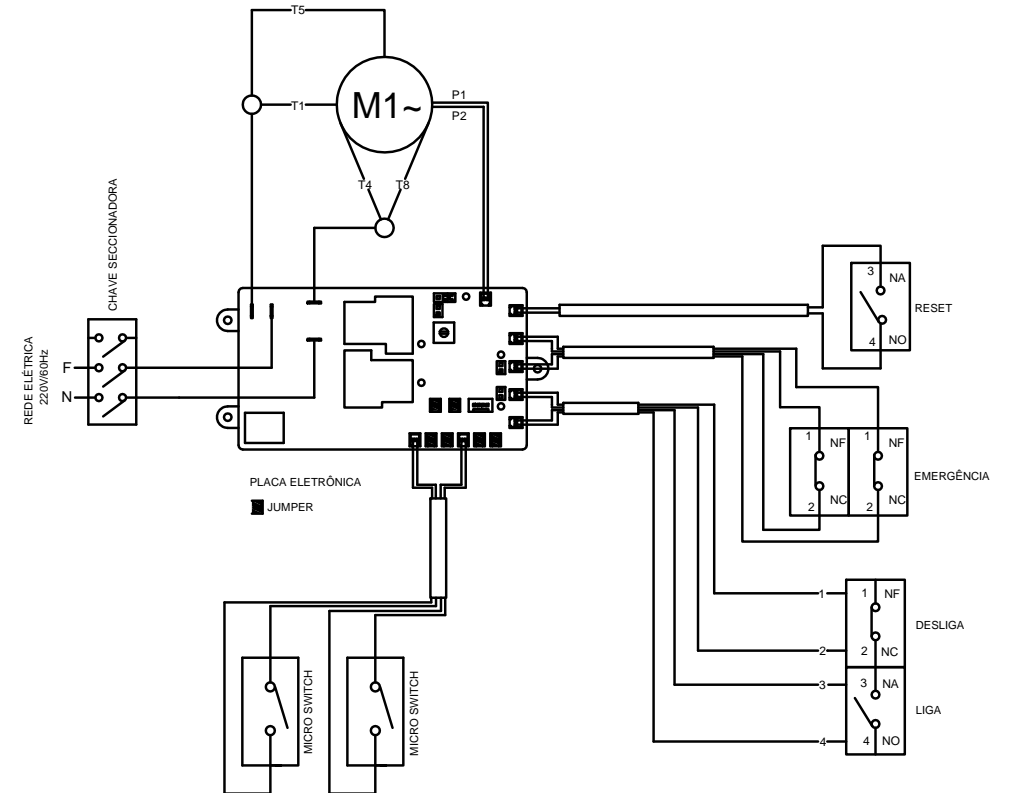 T5
T1
M1~
P1
P2
T4
T8
CHAVE SECCIONADORA
REDE ELÉTRICA
220V/60Hz
F
N
3
NA
4
NO
RESET
1
NF
1
NF
2
NC
2
NC
EMERGÊNCIA
PLACA ELETRÔNICA
JUMPER
1
1
NF
DESLIGA
2
2
NC
3
3
NA
LIGA
4
4
NO
MICRO SWITCH
MICRO SWITCH